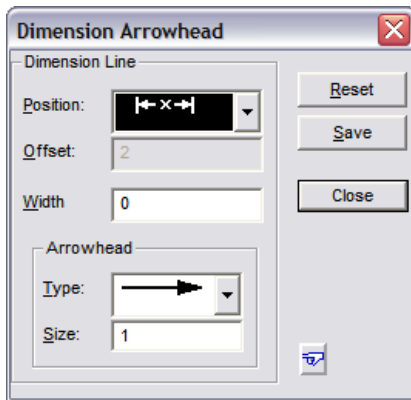 Dimension Arrowhead
Dimension Line
Position:
x
Reset
Offset:
2
Save
Width
0
Close
Arrowhead
Type:
Size:
1